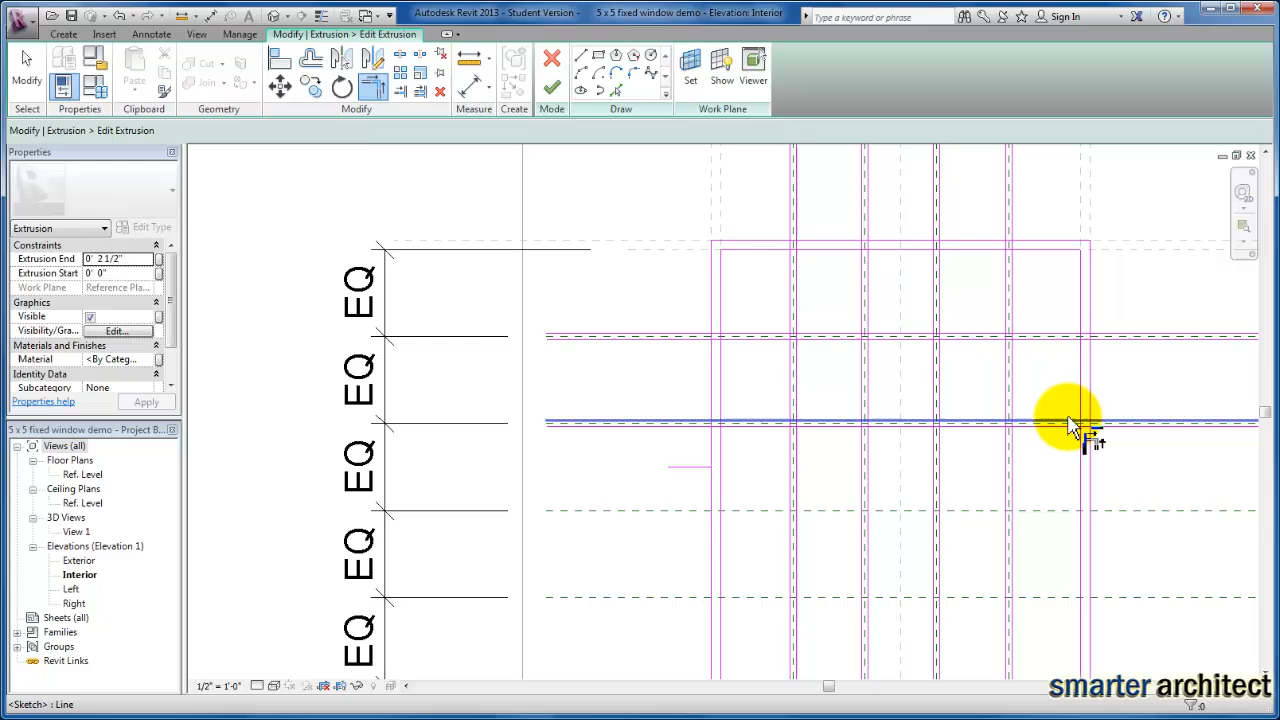 Autodesk Revit 2013 - Student Version - 5 x 5 fixed window demo - Elevation: Interior
Type a keyword or phrase
Sign In
Create Insert Annotate View Manage Modify | Extrusion > Edit Extrusion
Modify
Paste
Cut
Join
Set Show Viewer
Select Properties Clipboard Geometry Modify Measure Create Mode Draw Work Plane
Modify | Extrusion > Edit Extrusion
Properties
Extrusion
Edit Type
Constraints
Extrusion End 0' 2 1/2"
Extrusion Start 0' 0"
Work Plane Reference Pla...
Graphics
Visible
Visibility/Gra... Edit...
Materials and Finishes
Material <By Categ...
Identity Data
Subcategory None
Properties help
Apply
5 x 5 fixed window demo - Project B...
Views (all)
Floor Plans
Ref. Level
Ceiling Plans
Ref. Level
3D Views
View 1
Elevations (Elevation 1)
Exterior
Interior
Left
Right
Sheets (all)
Families
Groups
Revit Links
EQ
EQ
EQ
EQ
EQ
2D
1/2" = 1'-0"
<Sketch> : Line
:0
smarter architect